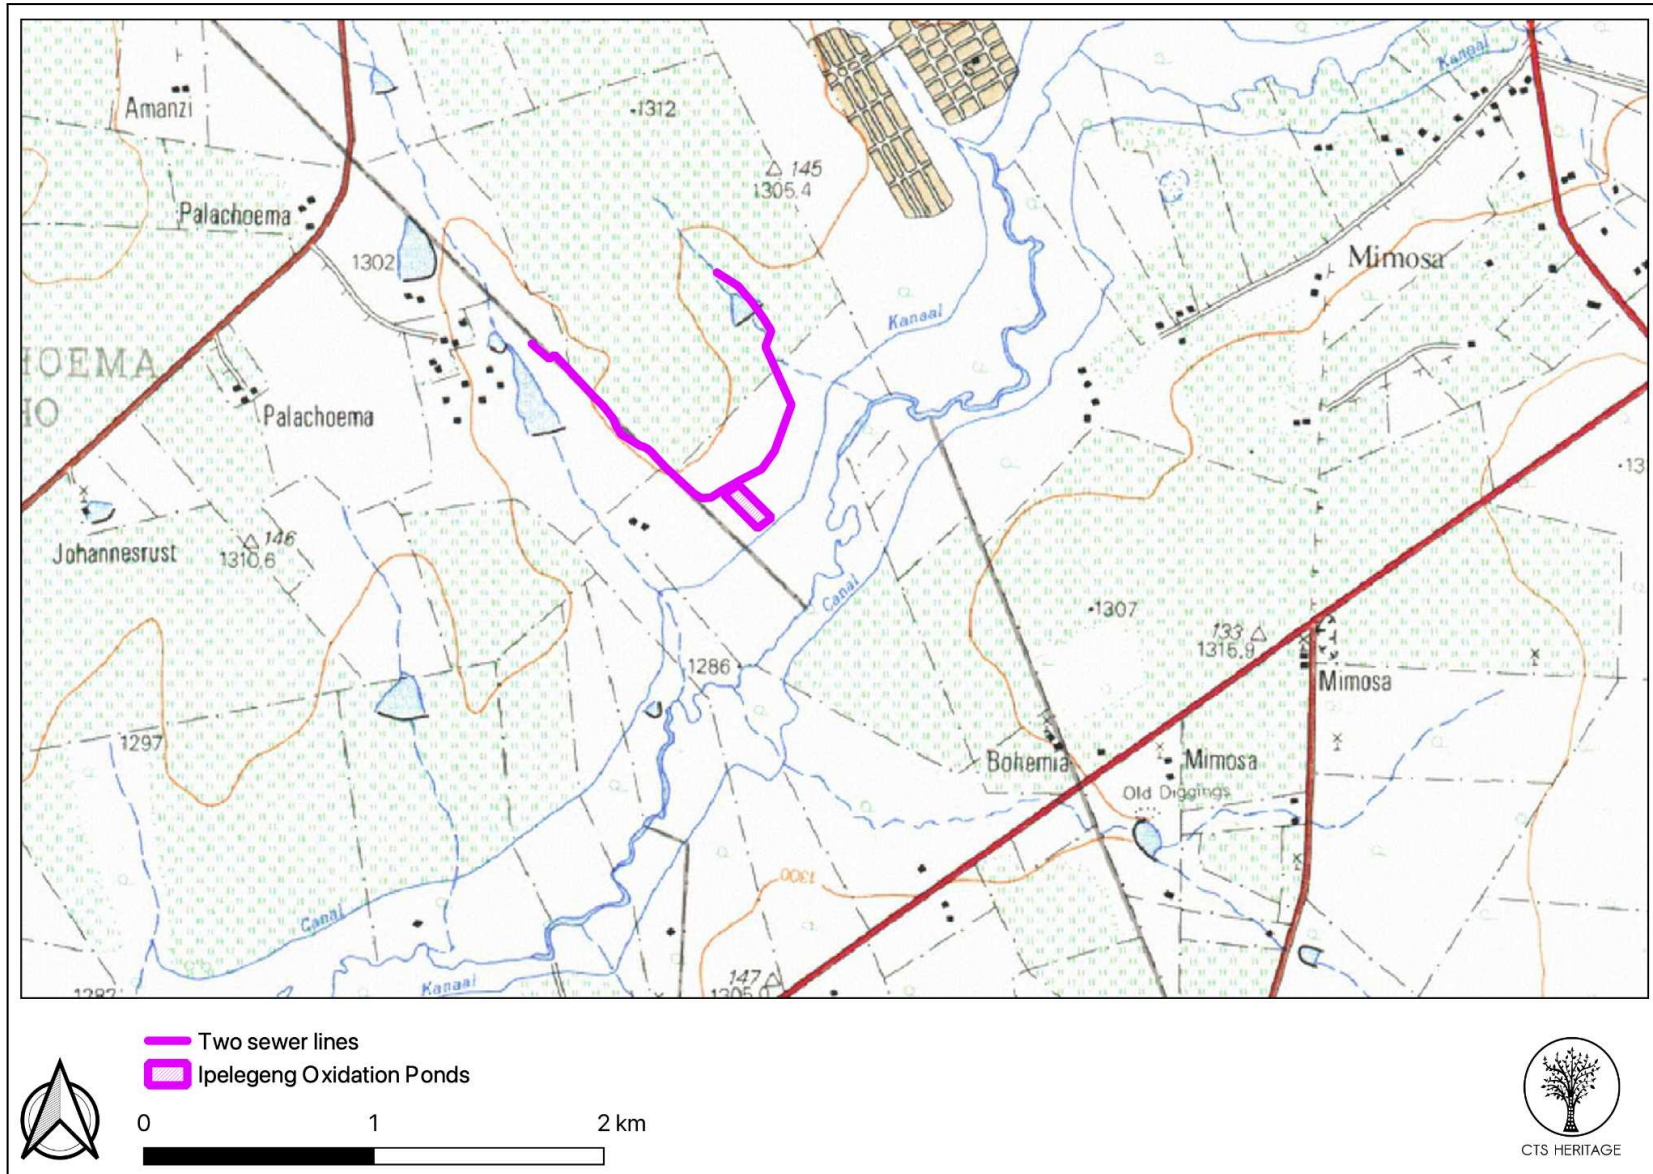 Kanaal
Amanzi
1312
145
1305.4
Palachoema
1302
Mimosa
Kanaal
HOEMA
HO
Palachoema
Johannesrust
146
1310.6
Canal
1307
133
1316.9
1286
Mimosa
1297
Bohemia
Mimosa
Old Diggings
1300
Canal
Kanaal
147
Two sewer lines
Ipelegeng Oxidation Ponds
0 1 2 km
CTS HERITAGE